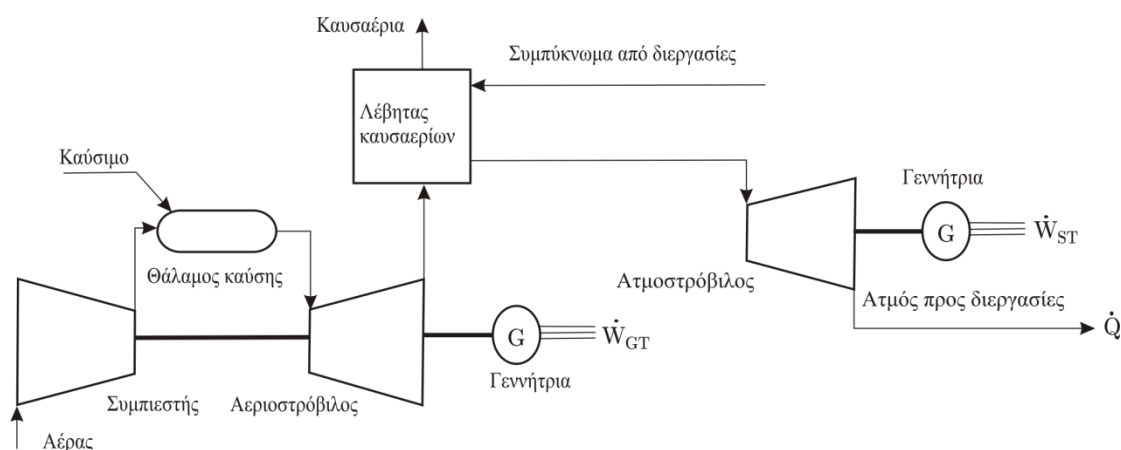 Καυσαέρια
Συμπύκνωμα από διεργασίες
Λέβητας
καυσαερίων
Καύσιμο
Γεννήτρια
G
Ẇ_ST
Θάλαμος καύσης
Ατμοστρόβιλος
Ατμός προς διεργασίες
Q̇
G
Ẇ_GT
Γεννήτρια
Συμπιεστής
Αεριοστρόβιλος
Αέρας